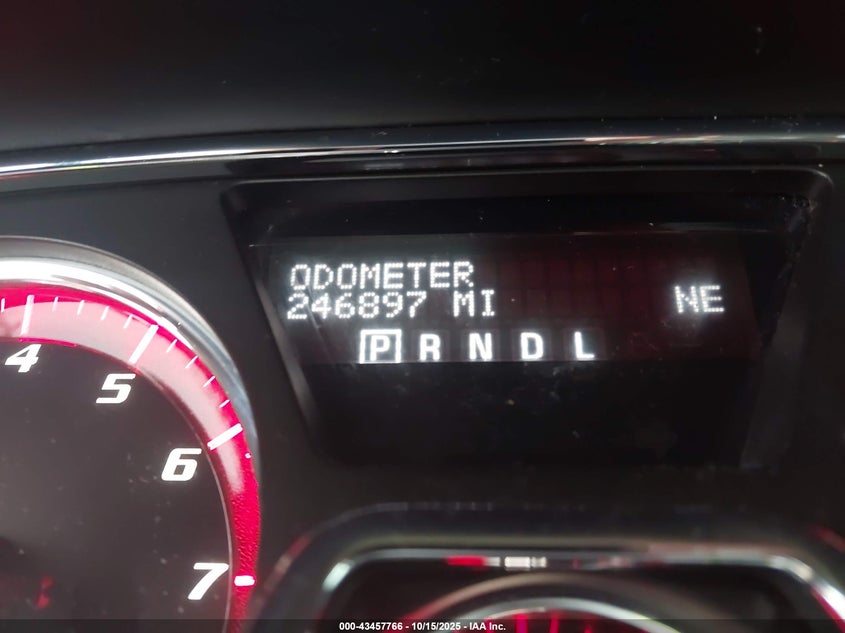 ODOMETER
246897 MI NE
P R N D L
4
5
6
7
000-43457766 - 10/15/2025 - IAA Inc.